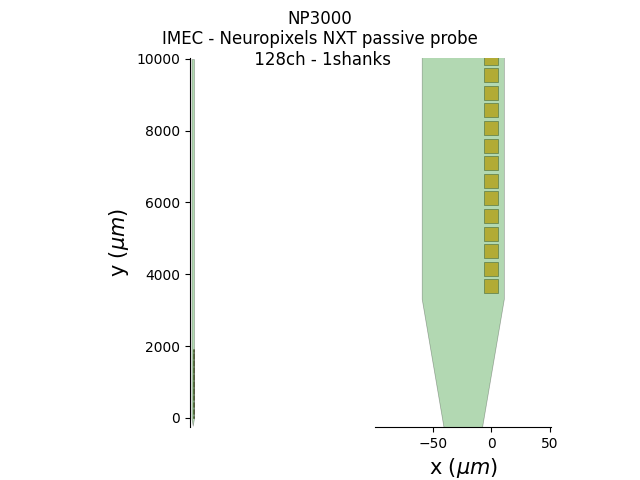 NP3000
IMEC - Neuropixels NXT passive probe
128ch - 1shanks
10000
8000
6000
4000
2000
0
y (μm)
−50
0
50
x (μm)